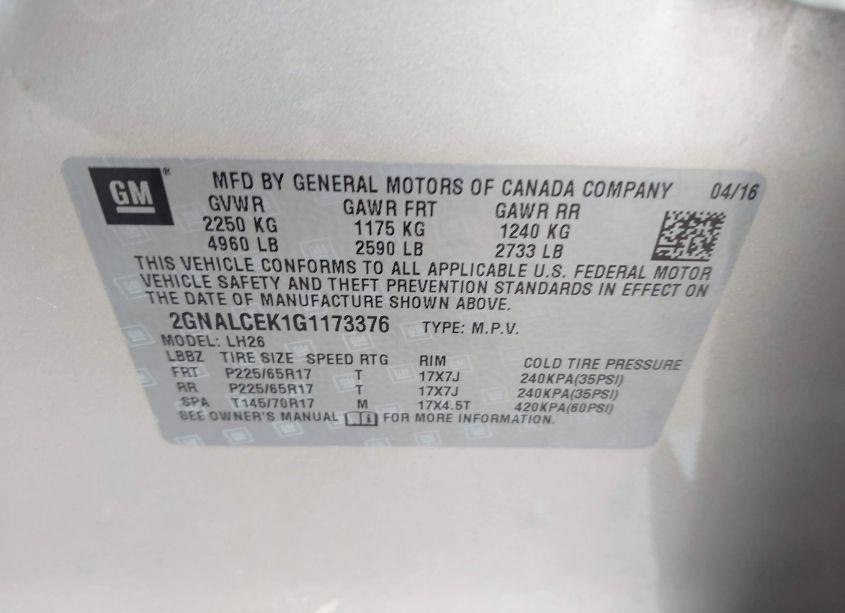 GM ® MFD BY GENERAL MOTORS OF CANADA COMPANY 04/16
GVWR GAWR FRT GAWR RR
2250 KG 1175 KG 1240 KG
4960 LB 2590 LB 2733 LB
THIS VEHICLE CONFORMS TO ALL APPLICABLE U.S. FEDERAL MOTOR
VEHICLE SAFETY AND THEFT PREVENTION STANDARDS IN EFFECT ON
THE DATE OF MANUFACTURE SHOWN ABOVE.
2GNALCEK1G1173376 TYPE: M.P.V.
MODEL: LH26
LBBZ TIRE SIZE SPEED RTG RIM COLD TIRE PRESSURE
FRT P225/65R17 T 17X7J 240KPA(35PSI)
RR P225/65R17 T 17X7J 240KPA(35PSI)
SPA T145/70R17 M 17X4.5T 420KPA(60PSI)
SEE OWNER'S MANUAL FOR MORE INFORMATION.